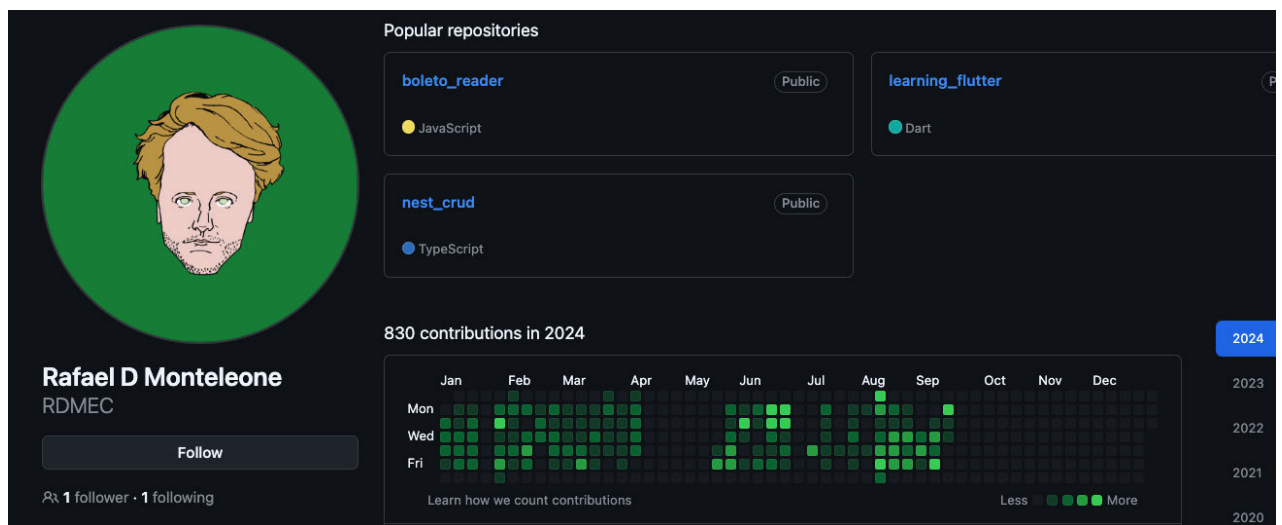 Popular repositories
boleto_reader Public
JavaScript
learning_flutter P
Dart
nest_crud Public
TypeScript
Rafael D Monteleone
RDMEC
Follow
1 follower · 1 following
830 contributions in 2024
Jan Feb Mar Apr May Jun Jul Aug Sep Oct Nov Dec
Mon
Wed
Fri
Learn how we count contributions
Less More
2024
2023
2022
2021
2020